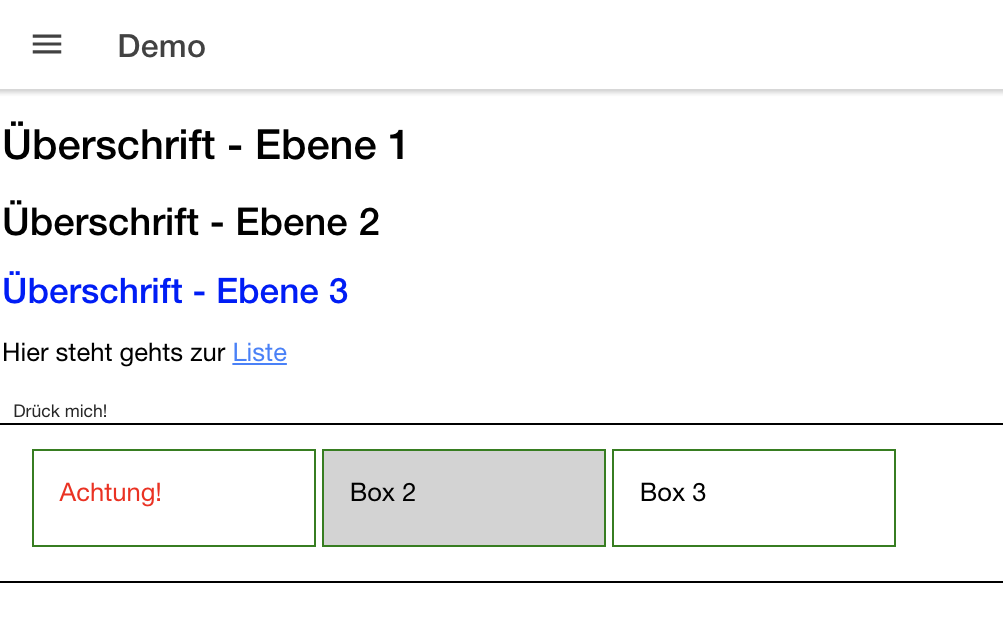 Demo
Überschrift - Ebene 1
Überschrift - Ebene 2
Überschrift - Ebene 3
Hier steht gehts zur Liste
Drück mich!
Achtung! Box 2 Box 3